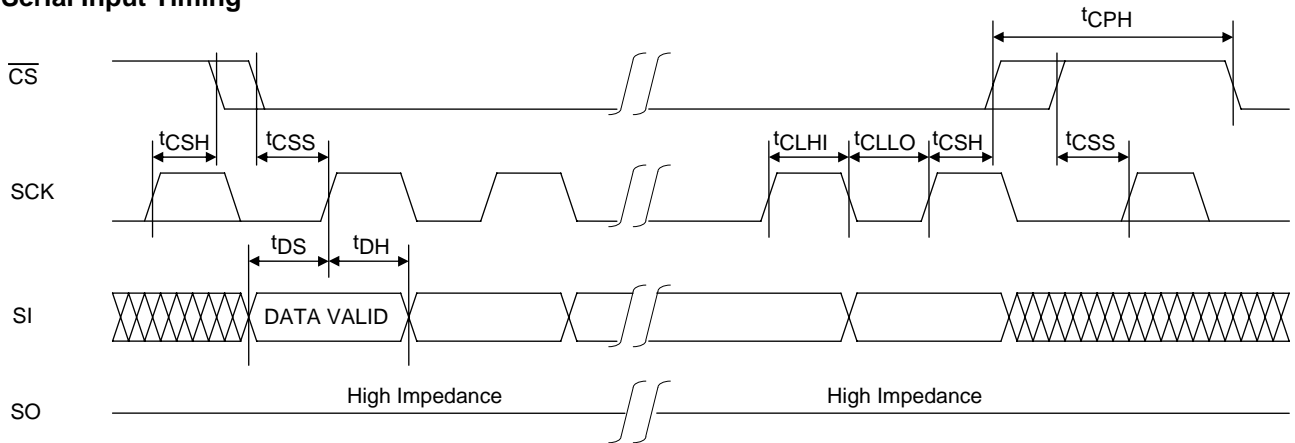 Serial Input Timing
tCPH
CS
tCSH tCSS tCLHI tCLLO tCSH tCSS
SCK
tDS tDH
SI DATA VALID
High Impedance High Impedance
SO